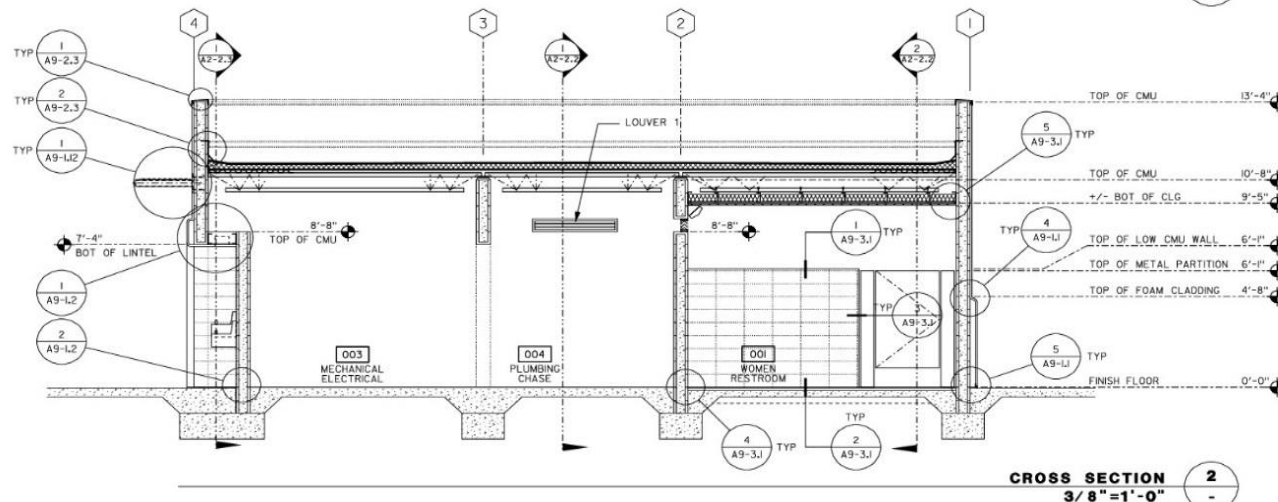 4
3
2
1
TYP
1
A9-2.3
1
A2-2.3
1
A2-2.2
2
A2-2.2
TYP
2
A9-2.3
TOP OF CMU 13'-4"
LOUVER 1
5
A9-3.1
TYP
TYP
1
A9-1.12
TOP OF CMU 10'-8"
+/- BOT OF CLG 9'-5"
8'-8"
TOP OF CMU
8'-8"
1
A9-3.1
TYP
TYP
4
A9-1.1
7'-4"
BOT OF LINTEL
TOP OF LOW CMU WALL 6'-1"
TOP OF METAL PARTITION 6'-1"
TOP OF FOAM CLADDING 4'-8"
1
A9-1.2
TYP
3
A9-3.1
2
A9-1.2
003
MECHANICAL
ELECTRICAL
004
PLUMBING
CHASE
001
WOMEN
RESTROOM
5
A9-1.1
TYP
FINISH FLOOR 0'-0"
TYP
4
A9-3.1
TYP
2
A9-3.1
CROSS SECTION
3/8"=1'-0"
2
-